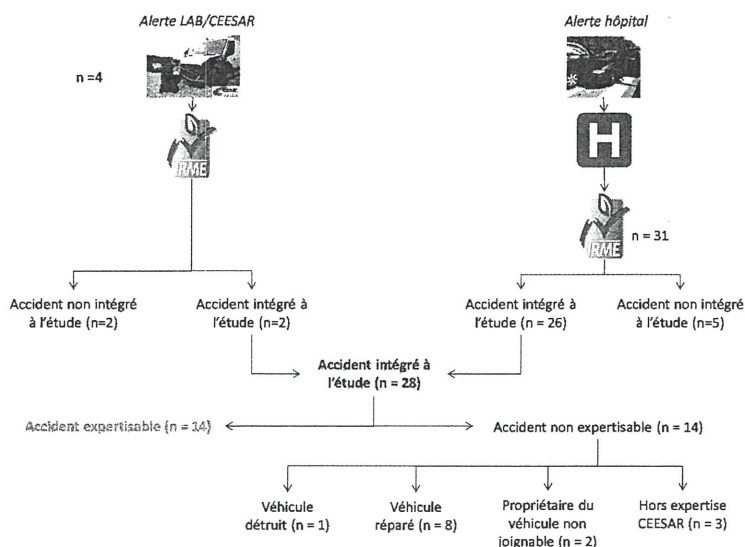 Alerte LAB/CEESAR
Alerte hôpital
n =4
IRME
H
IRME
n = 31
Accident non intégré
à l'étude (n=2)
Accident intégré à
l'étude (n=2)
Accident intégré à
l'étude (n = 26)
Accident non intégré
à l'étude (n=5)
Accident intégré à
l'étude (n = 28)
Accident expertisable (n = 14)
Accident non expertisable (n = 14)
Véhicule
détruit (n = 1)
Véhicule
réparé (n = 8)
Propriétaire du
véhicule non
joignable (n = 2)
Hors expertise
CEESAR (n = 3)